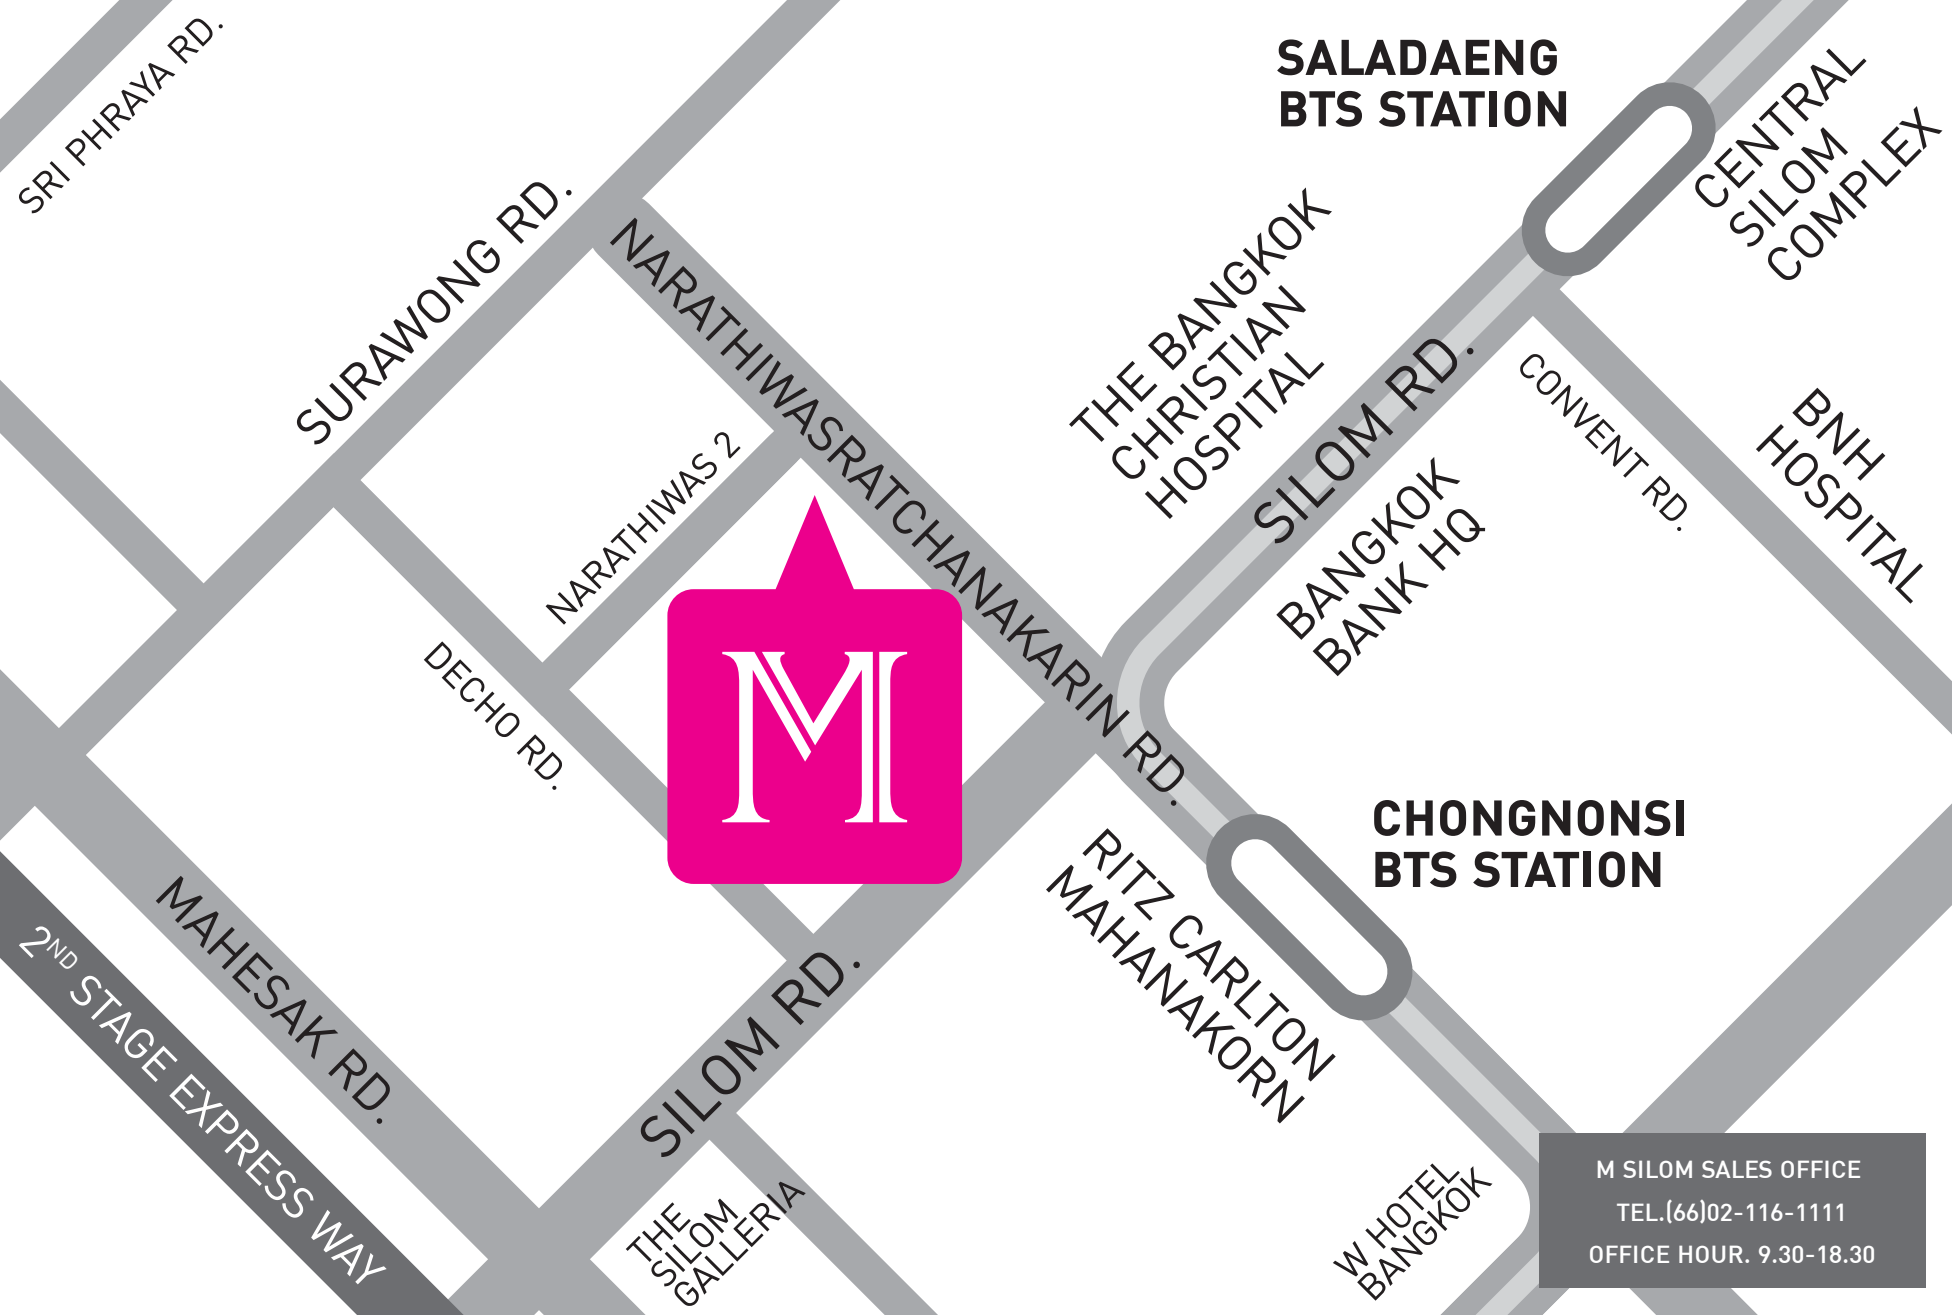 SRI PHRAYA RD.
SURAWONG RD.
NARATHIWASRATCHANAKARIN RD.
NARATHIWAS 2
DECHO RD.
M
SALADAENG
BTS STATION
CENTRAL
SILOM
COMPLEX
THE BANGKOK
CHRISTIAN
HOSPITAL
SILOM RD.
BANGKOK
BANK HQ
CONVENT RD.
BNH
HOSPITAL
CHONGNONSI
BTS STATION
RITZ CARLTON
MAHANAKORN
MAHESAK RD.
2ND STAGE EXPRESS WAY
SILOM RD.
THE
SILOM
GALLERIA
W HOTEL
BANGKOK
M SILOM SALES OFFICE
TEL.(66)02-116-1111
OFFICE HOUR. 9.30-18.30